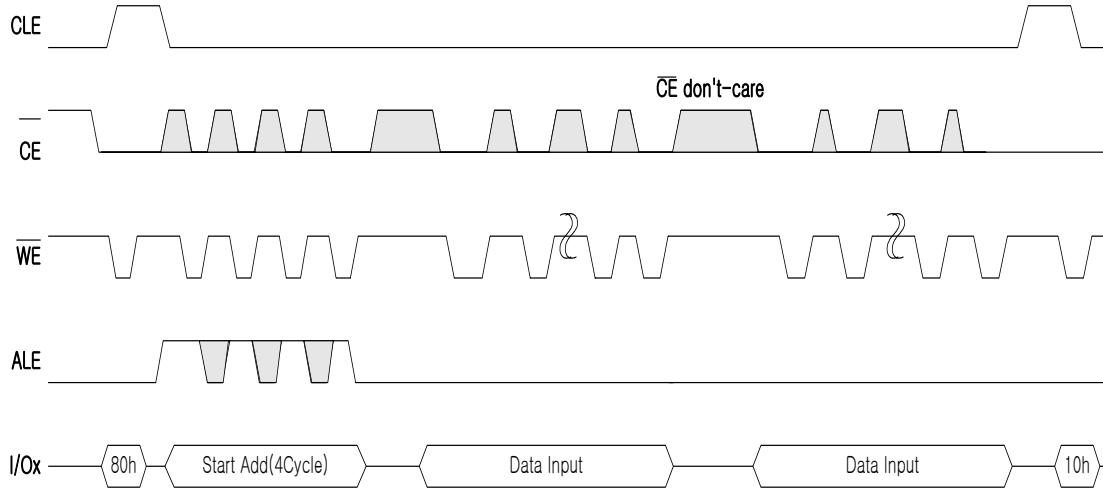 CLE
CE don't-care
CE
WE
ALE
I/Ox
80h
Start Add(4Cycle)
Data Input
Data Input
10h